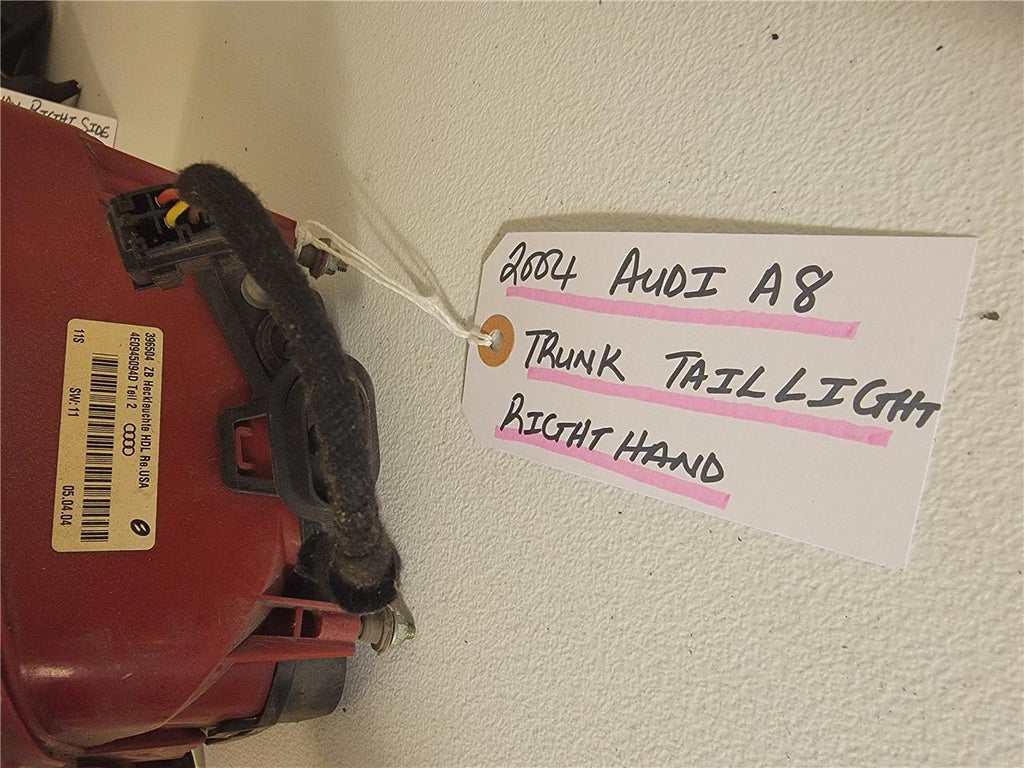 RIGHT SIDE
2004 AUDI A8
TRUNK TAILLIGHT
RIGHT HAND
396504 ZB Heckleuchte HDL Re.USA
4E0945094D Teil 2
11S SW:11 05.04.04